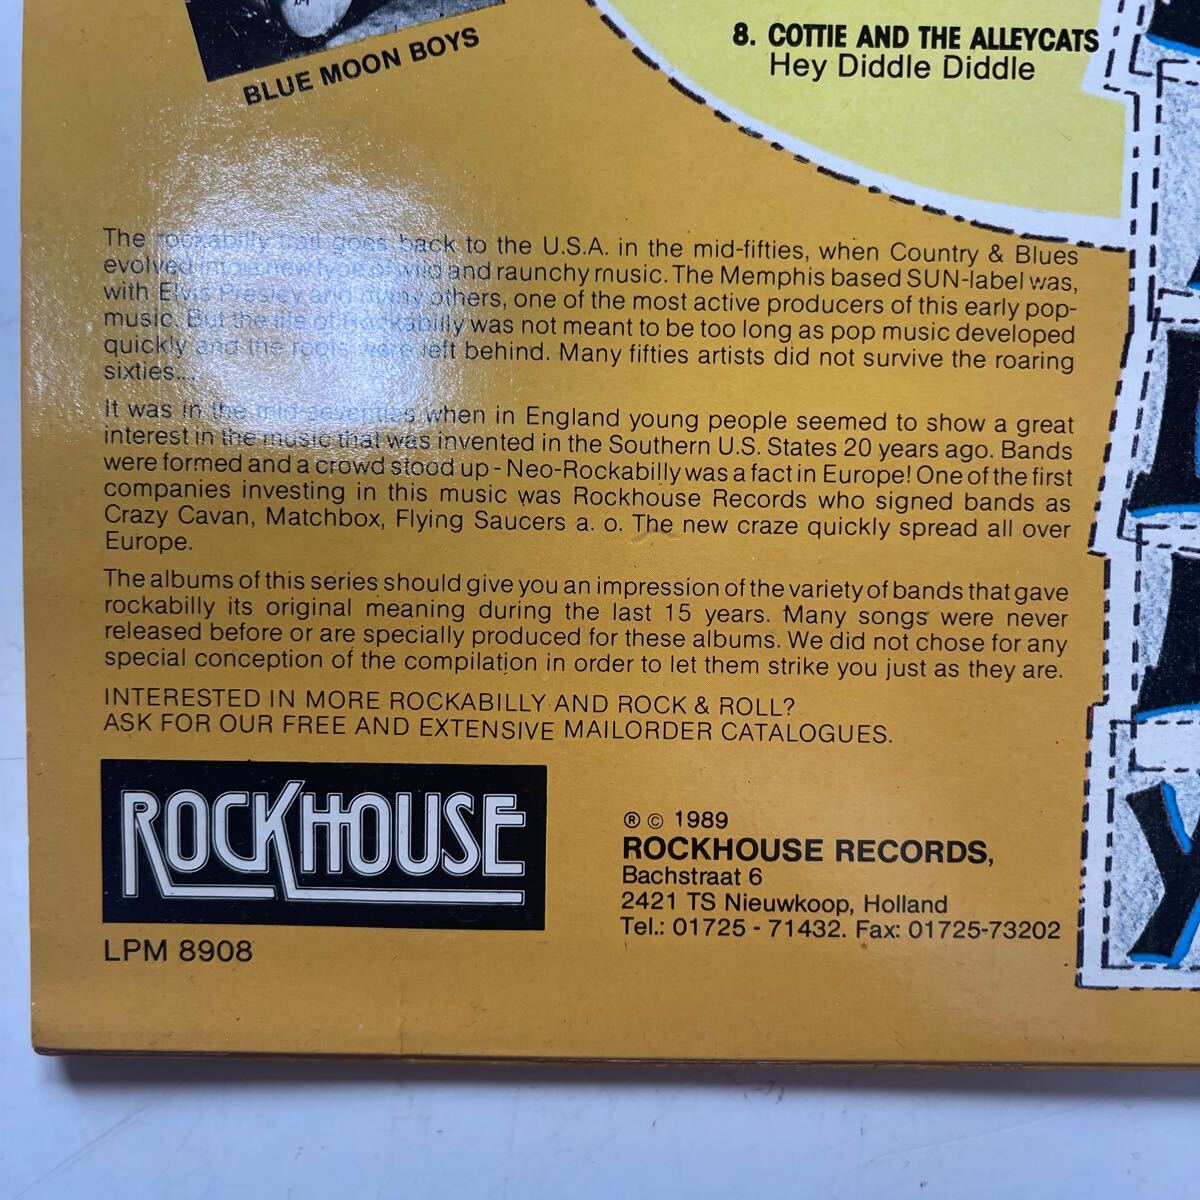 BLUE MOON BOYS
8. COTTIE AND THE ALLEYCATS
Hey Diddle Diddle
The rockabilly trail goes back to the U.S.A. in the mid-fifties, when Country & Blues
evolved into a new type of wild and raunchy music. The Memphis based SUN-label was,
with Elvis Presley and many others, one of the most active producers of this early pop-
music. But the life of Rockabilly was not meant to be too long as pop music developed
quickly and the roots were left behind. Many fifties artists did not survive the roaring
sixties...
It was in the mid-seventies when in England young people seemed to show a great
interest in the music that was invented in the Southern U.S. States 20 years ago. Bands
were formed and a crowd stood up - Neo-Rockabilly was a fact in Europe! One of the first
companies investing in this music was Rockhouse Records who signed bands as
Crazy Cavan, Matchbox, Flying Saucers a. o. The new craze quickly spread all over
Europe.
The albums of this series should give you an impression of the variety of bands that gave
rockabilly its original meaning during the last 15 years. Many songs were never
released before or are specially produced for these albums. We did not chose for any
special conception of the compilation in order to let them strike you just as they are.
INTERESTED IN MORE ROCKABILLY AND ROCK & ROLL?
ASK FOR OUR FREE AND EXTENSIVE MAILORDER CATALOGUES.
ROCKHOUSE
LPM 8908
® © 1989
ROCKHOUSE RECORDS,
Bachstraat 6
2421 TS Nieuwkoop, Holland
Tel.: 01725 - 71432. Fax: 01725-73202